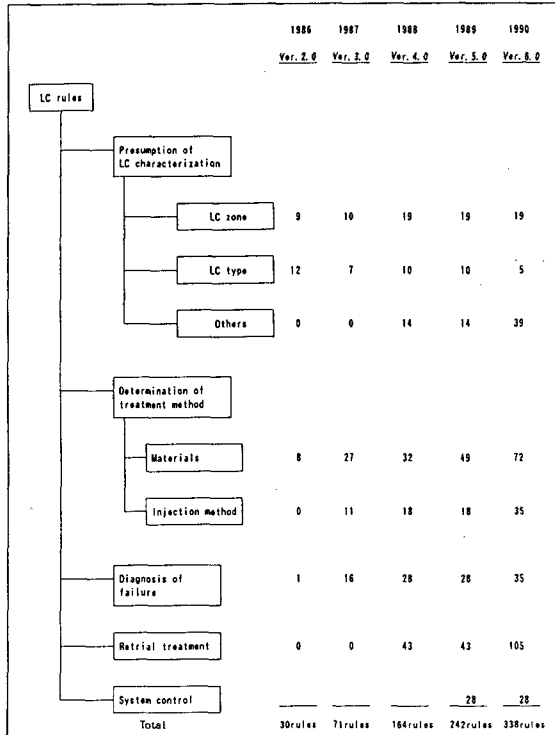 1986 1987 1988 1989 1990
Ver. 2.0 Ver. 3.0 Ver. 4.0 Ver. 5.0 Ver. 6.0
LC rules
Presumption of
LC characterization
LC zone 9 10 19 19 19
LC type 12 7 10 10 5
Others 0 0 14 14 39
Determination of
treatment method
Materials 8 27 32 49 72
Injection method 0 11 18 18 35
Diagnosis of
failure 1 16 28 28 35
Retrial treatment 0 0 43 43 105
System control 28 28
Total 30rules 71rules 164rules 242rules 338rules